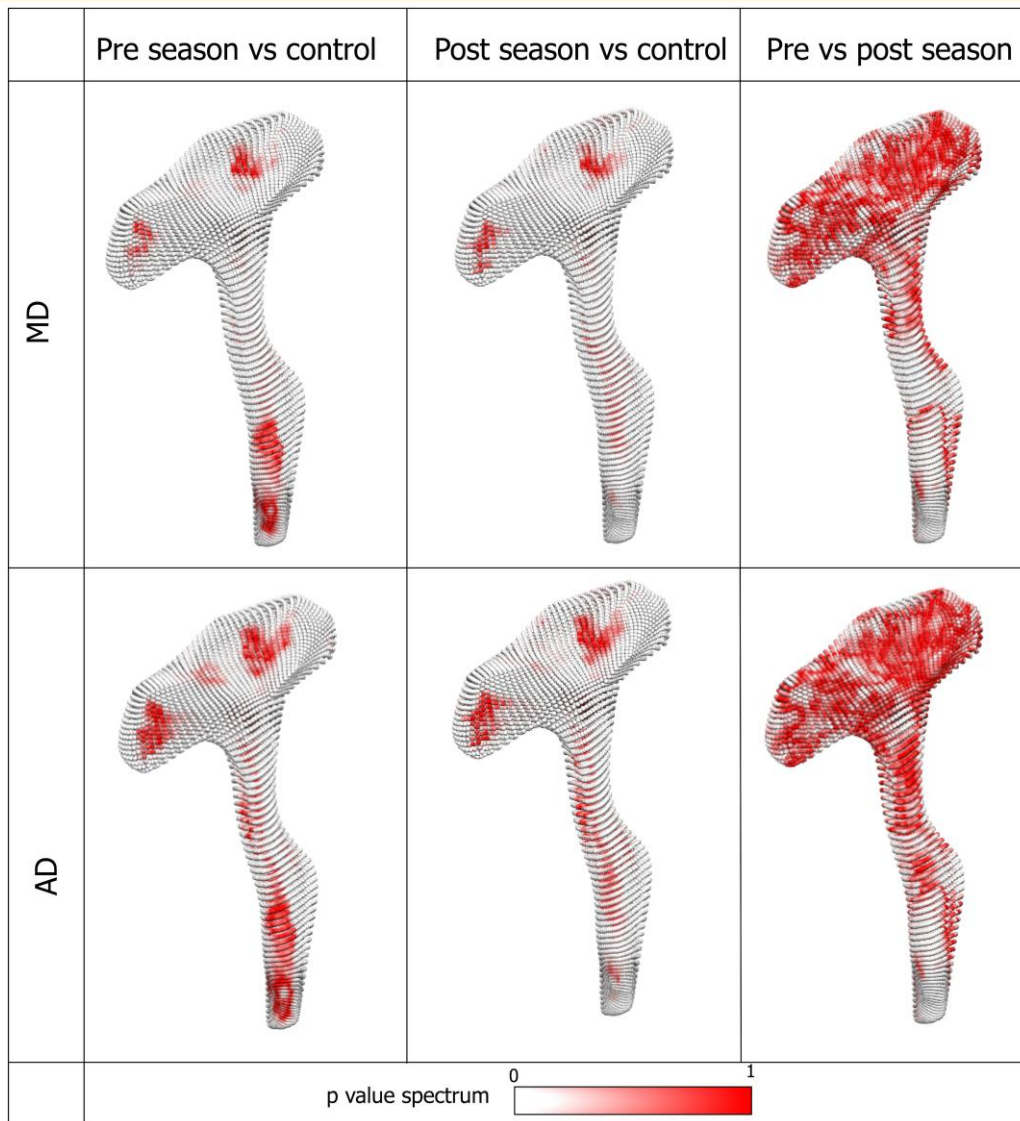 Pre season vs control
Post season vs control
Pre vs post season
MD
AD
p value spectrum
0
1